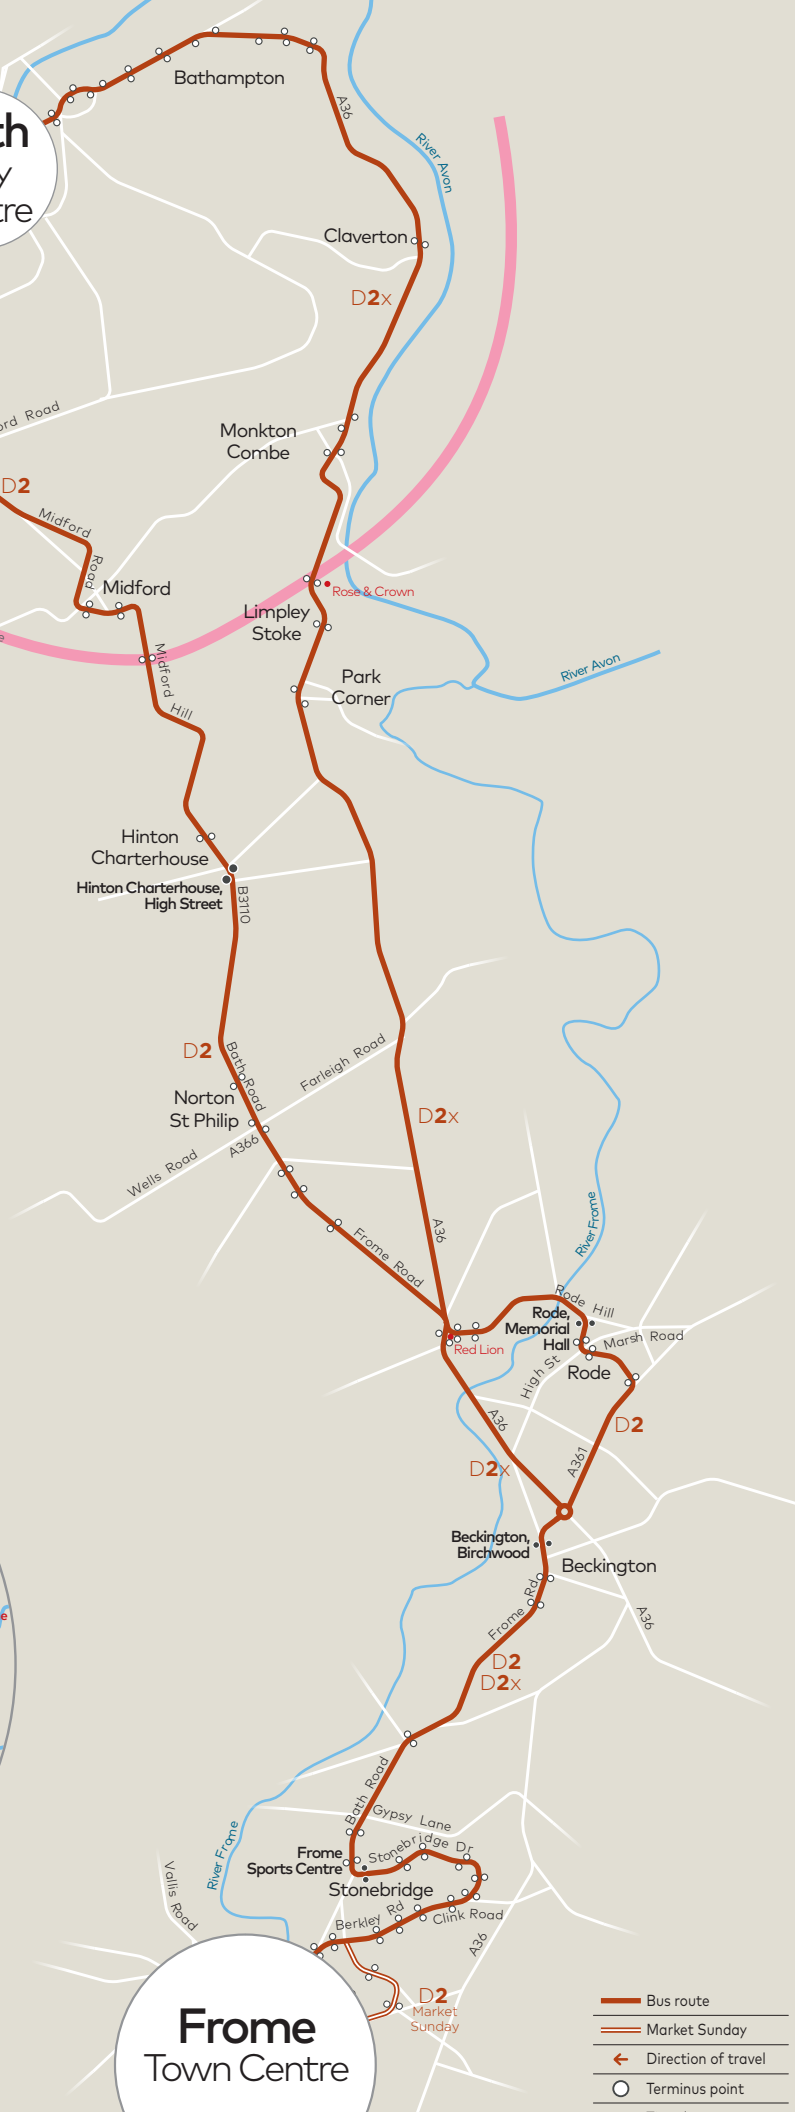 Bathampton
A36
th
y
tre
River Avon
Claverton
D2x
ord Road
Monkton
Combe
D2
Midford
Road
Midford
Rose & Crown
Limpley
Stoke
e
Midford
Hill
River Avon
Park
Corner
Hinton
Charterhouse
Hinton Charterhouse,
High Street
B3110
D2
Bath Road
Farleigh Road
Norton
St Philip
D2x
A366
Wells Road
A36
River Frome
Frome Road
Rode Hill
Rode,
Memorial
Hall
Marsh Road
Red Lion
High St
Rode
A36
D2
A361
D2x
Beckington,
Birchwood
Beckington
Frome Rd
A36
e
D2
D2x
Bath Road
Gypsy Lane
River Frome
Stonebridge Dr
Frome
Sports Centre
Vallis Road
Stonebridge
Berkley Rd
Clink Road
A36
D2
Market
Sunday
Frome
Town Centre
Bus route
Market Sunday
Direction of travel
Terminus point